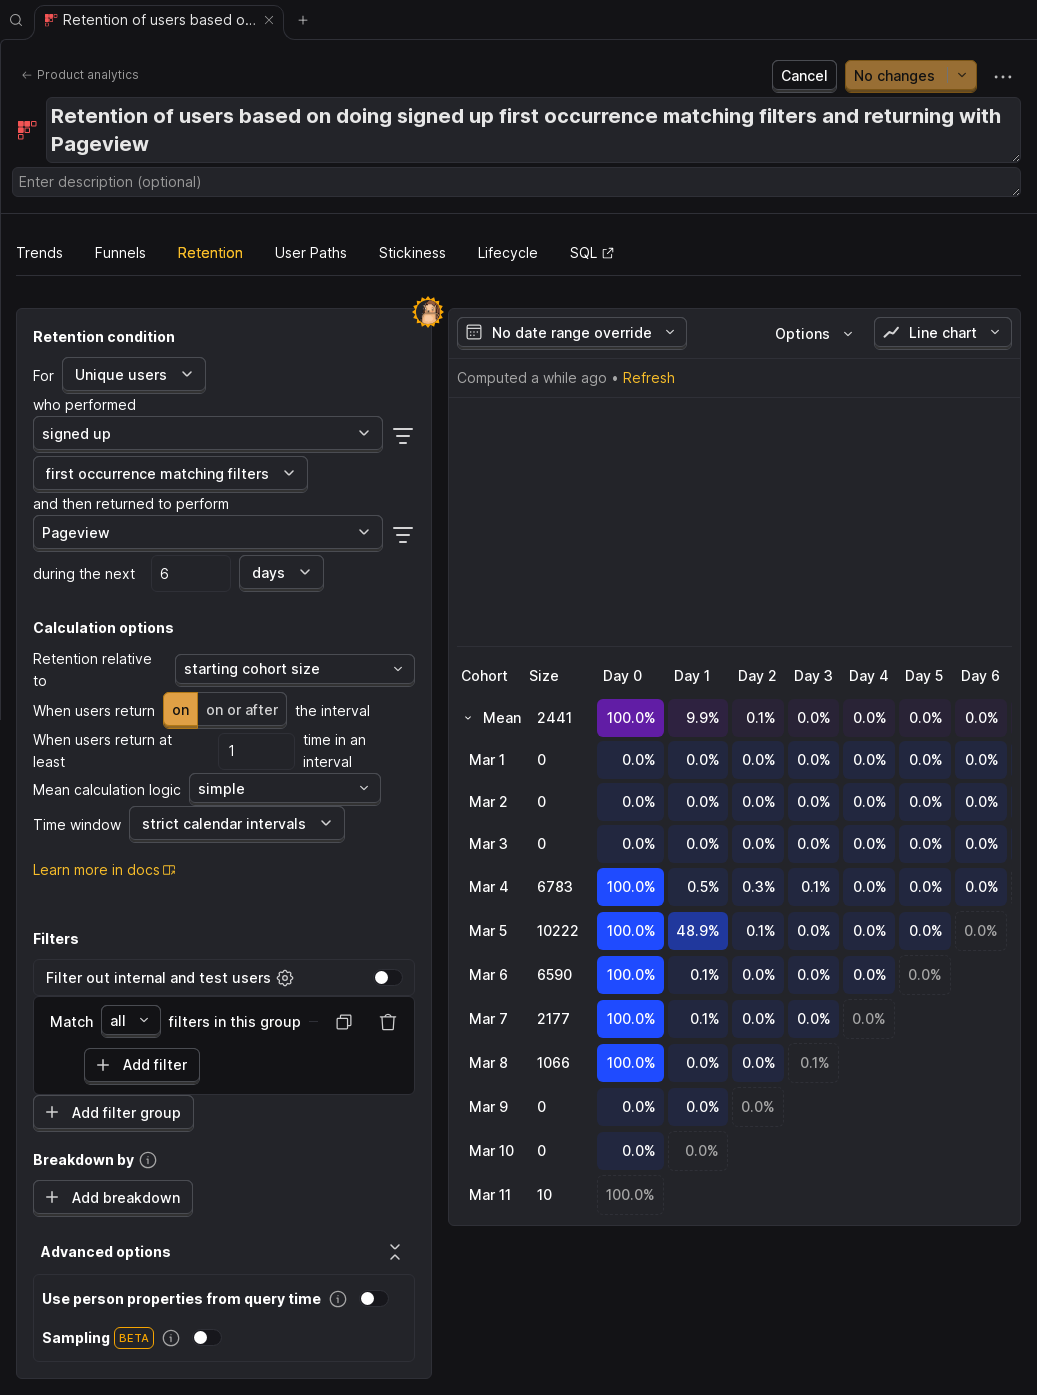 Retention of users based o...
Product analytics
Cancel
No changes
Retention of users based on doing signed up first occurrence matching filters and returning with
Pageview
Enter description (optional)
Trends Funnels Retention User Paths Stickiness Lifecycle SQL
Retention condition
For Unique users
who performed
signed up
first occurrence matching filters
and then returned to perform
Pageview
during the next 6 days
Calculation options
Retention relative
to
starting cohort size
When users return on on or after the interval
When users return at
least
1
time in an
interval
Mean calculation logic simple
Time window strict calendar intervals
Learn more in docs
Filters
Filter out internal and test users
Match all filters in this group
Add filter
Add filter group
Breakdown by
Add breakdown
Advanced options
Use person properties from query time
Sampling BETA
No date range override
Options
Line chart
Computed a while ago • Refresh
Cohort Size Day 0 Day 1 Day 2 Day 3 Day 4 Day 5 Day 6
Mean 2441 100.0% 9.9% 0.1% 0.0% 0.0% 0.0% 0.0%
Mar 1 0 0.0% 0.0% 0.0% 0.0% 0.0% 0.0% 0.0%
Mar 2 0 0.0% 0.0% 0.0% 0.0% 0.0% 0.0% 0.0%
Mar 3 0 0.0% 0.0% 0.0% 0.0% 0.0% 0.0% 0.0%
Mar 4 6783 100.0% 0.5% 0.3% 0.1% 0.0% 0.0% 0.0%
Mar 5 10222 100.0% 48.9% 0.1% 0.0% 0.0% 0.0% 0.0%
Mar 6 6590 100.0% 0.1% 0.0% 0.0% 0.0% 0.0%
Mar 7 2177 100.0% 0.1% 0.0% 0.0% 0.0%
Mar 8 1066 100.0% 0.0% 0.0% 0.1%
Mar 9 0 0.0% 0.0% 0.0%
Mar 10 0 0.0% 0.0%
Mar 11 10 100.0%